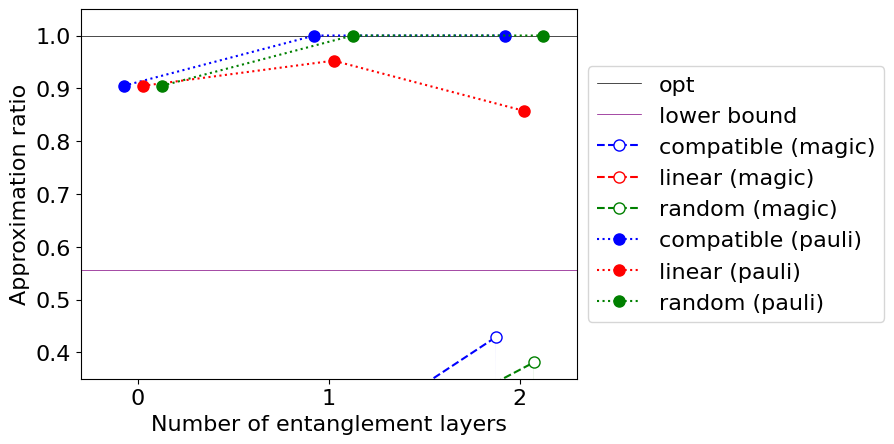 1.0
0.9
0.8
0.7
0.6
0.5
0.4
Approximation ratio
0 1 2
Number of entanglement layers
opt
lower bound
compatible (magic)
linear (magic)
random (magic)
compatible (pauli)
linear (pauli)
random (pauli)